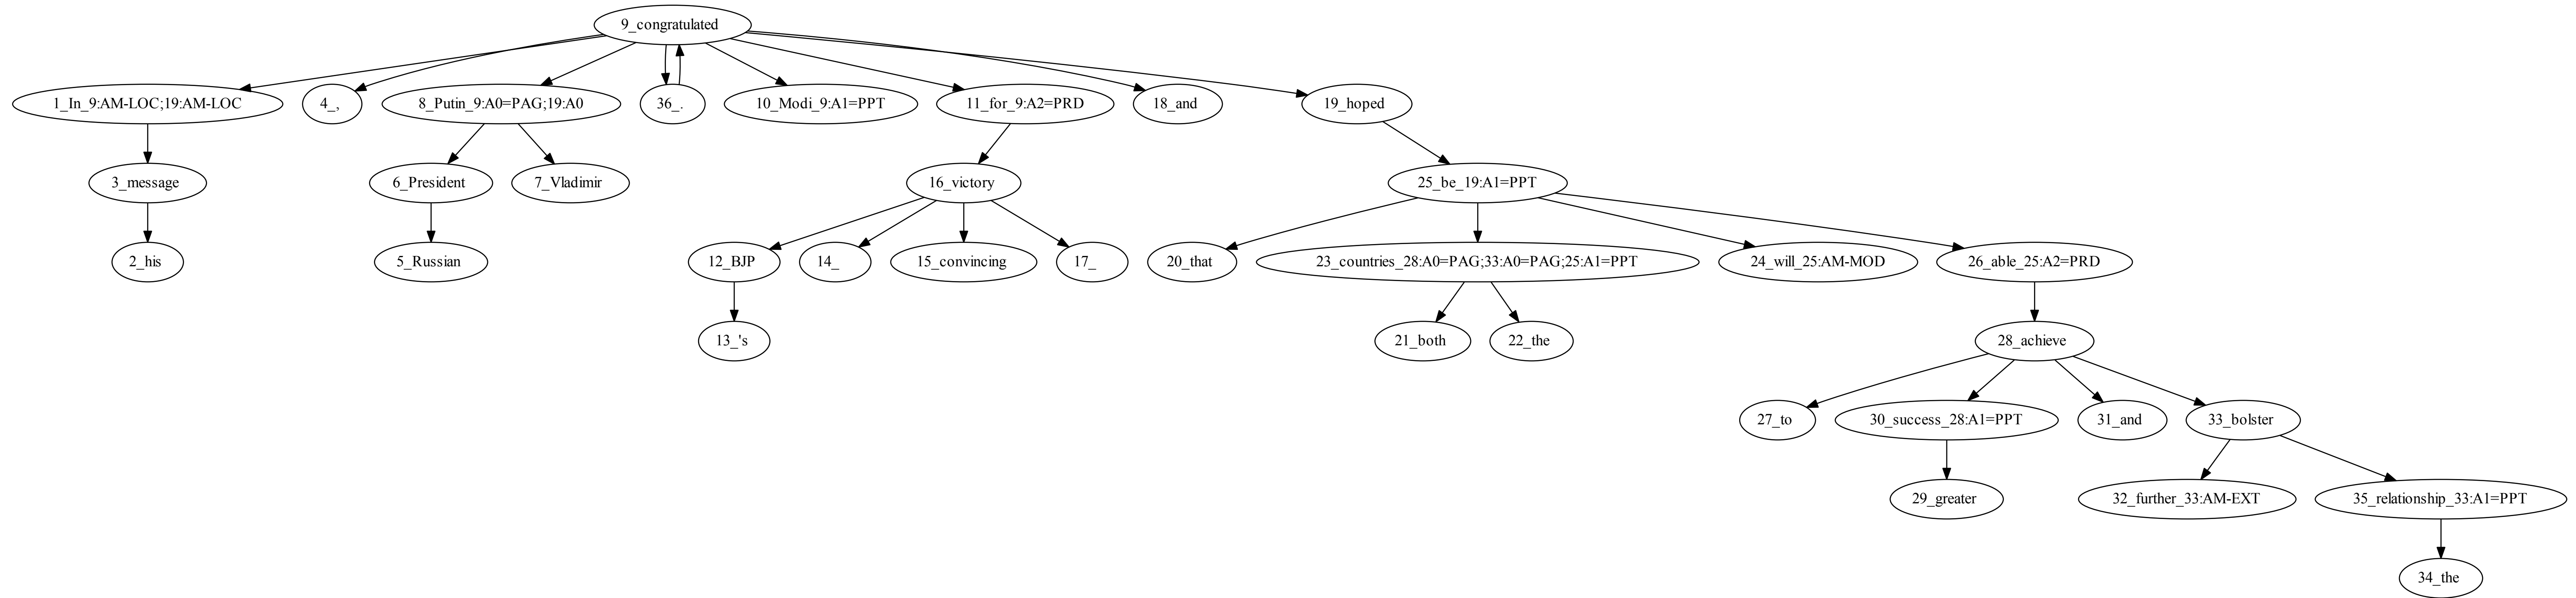 9_congratulated
1_In_9:AM-LOC;19:AM-LOC
4_,
8_Putin_9:A0=PAG;19:A0
36_.
10_Modi_9:A1=PPT
11_for_9:A2=PRD
18_and
19_hoped
3_message
6_President
7_Vladimir
16_victory
25_be_19:A1=PPT
2_his
5_Russian
12_BJP
14_
15_convincing
17_
20_that
23_countries_28:A0=PAG;33:A0=PAG;25:A1=PPT
24_will_25:AM-MOD
26_able_25:A2=PRD
13_'s
21_both
22_the
28_achieve
27_to
30_success_28:A1=PPT
31_and
33_bolster
29_greater
32_further_33:AM-EXT
35_relationship_33:A1=PPT
34_the